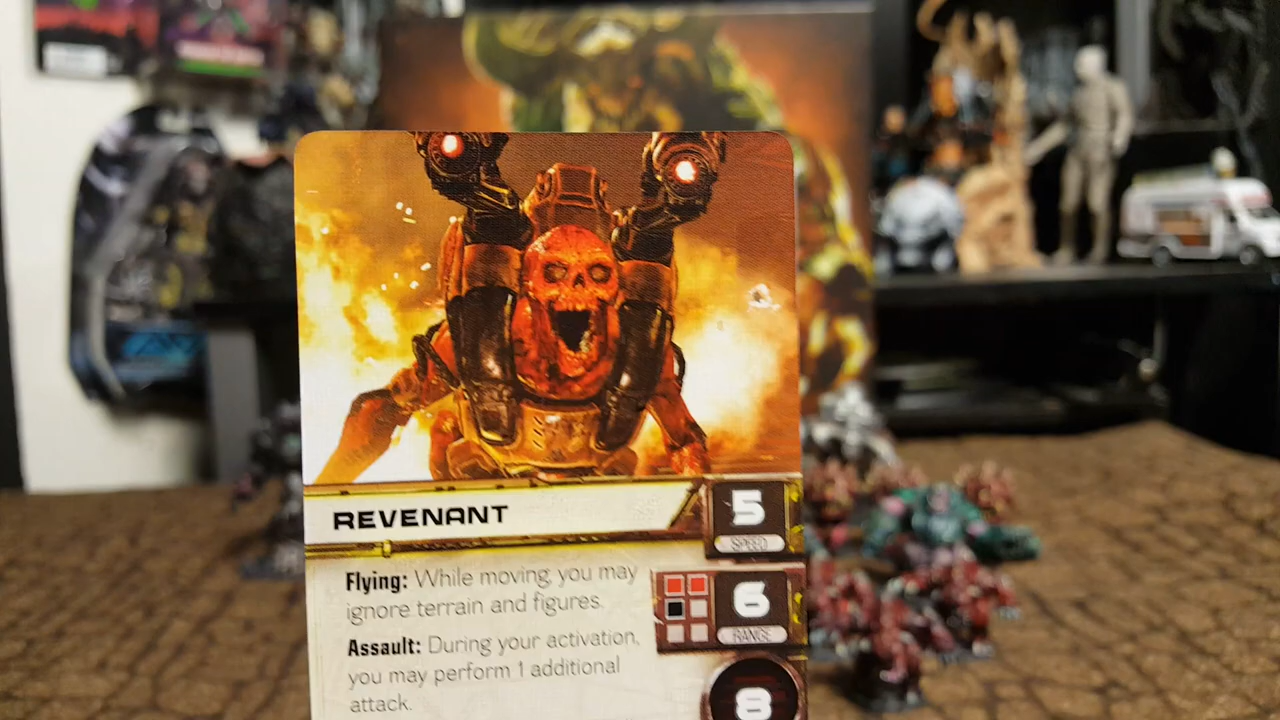 REVENANT
5
SPEED
Flying: While moving, you may
ignore terrain and figures.
6
RANGE
Assault: During your activation,
you may perform 1 additional
attack.
8